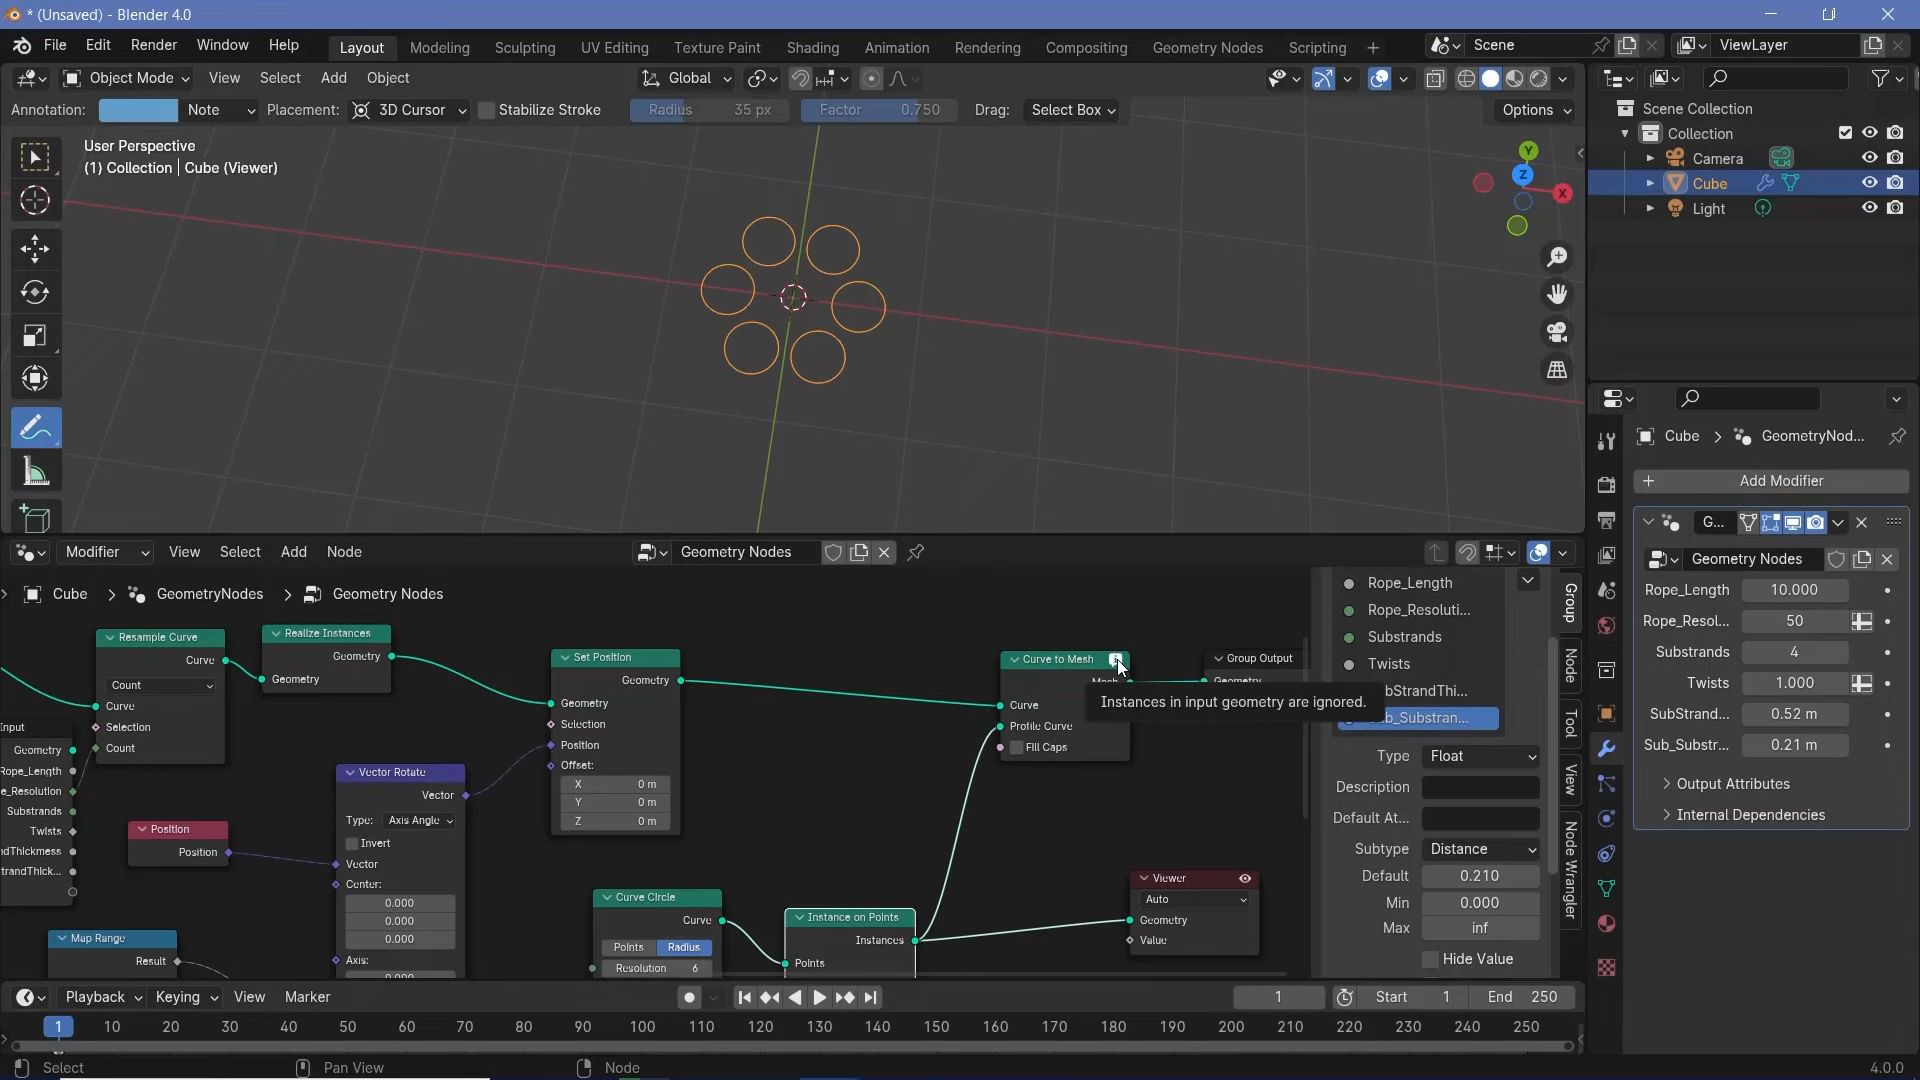 * (Unsaved) - Blender 4.0
File Edit Render Window Help
Layout Modeling Sculpting UV Editing Texture Paint Shading Animation Rendering Compositing Geometry Nodes Scripting +
Scene
ViewLayer
Object Mode View Select Add Object
Global
Annotation: Note Placement: 3D Cursor Stabilize Stroke Radius 35 px Factor 0.750 Drag: Select Box
Options
User Perspective
(1) Collection | Cube (Viewer)
Y
Z
X
Scene Collection
Collection
Camera
Cube
Light
Cube > GeometryNod...
+ Add Modifier
G...
Geometry Nodes
Rope_Length 10.000
Rope_Resol... 50
Substrands 4
Twists 1.000
SubStrand... 0.52 m
Sub_Substr... 0.21 m
> Output Attributes
> Internal Dependencies
Modifier View Select Add Node
Geometry Nodes
Cube > GeometryNodes > Geometry Nodes
Resample Curve
Curve
Count
Curve
Selection
Count
Realize Instances
Geometry
Geometry
Set Position
Geometry
Geometry
Selection
Position
Offset:
X 0 m
Y 0 m
Z 0 m
Curve to Mesh
Mesh
Curve
Profile Curve
Fill Caps
Instances in input geometry are ignored.
Group Output
Geometry
nput
Geometry
Rope_Length
e_Resolution
Substrands
Twists
ndThickness
trandThick...
Position
Position
Map Range
Result
Vector Rotate
Vector
Type: Axis Angle
Invert
Vector
Center:
0.000
0.000
0.000
Axis:
0.000
Curve Circle
Curve
Points Radius
Resolution 6
Instance on Points
Instances
Points
Viewer
Auto
Geometry
Value
Rope_Length
Rope_Resoluti...
Substrands
Twists
bStrandThi...
ub_Substran...
Type Float
Description
Default At...
Subtype Distance
Default 0.210
Min 0.000
Max inf
Hide Value
Group
Node
Tool
View
Node Wrangler
Playback Keying View Marker
1
Start 1 End 250
1 10 20 30 40 50 60 70 80 90 100 110 120 130 140 150 160 170 180 190 200 210 220 230 240 250
Select Pan View Node
4.0.0